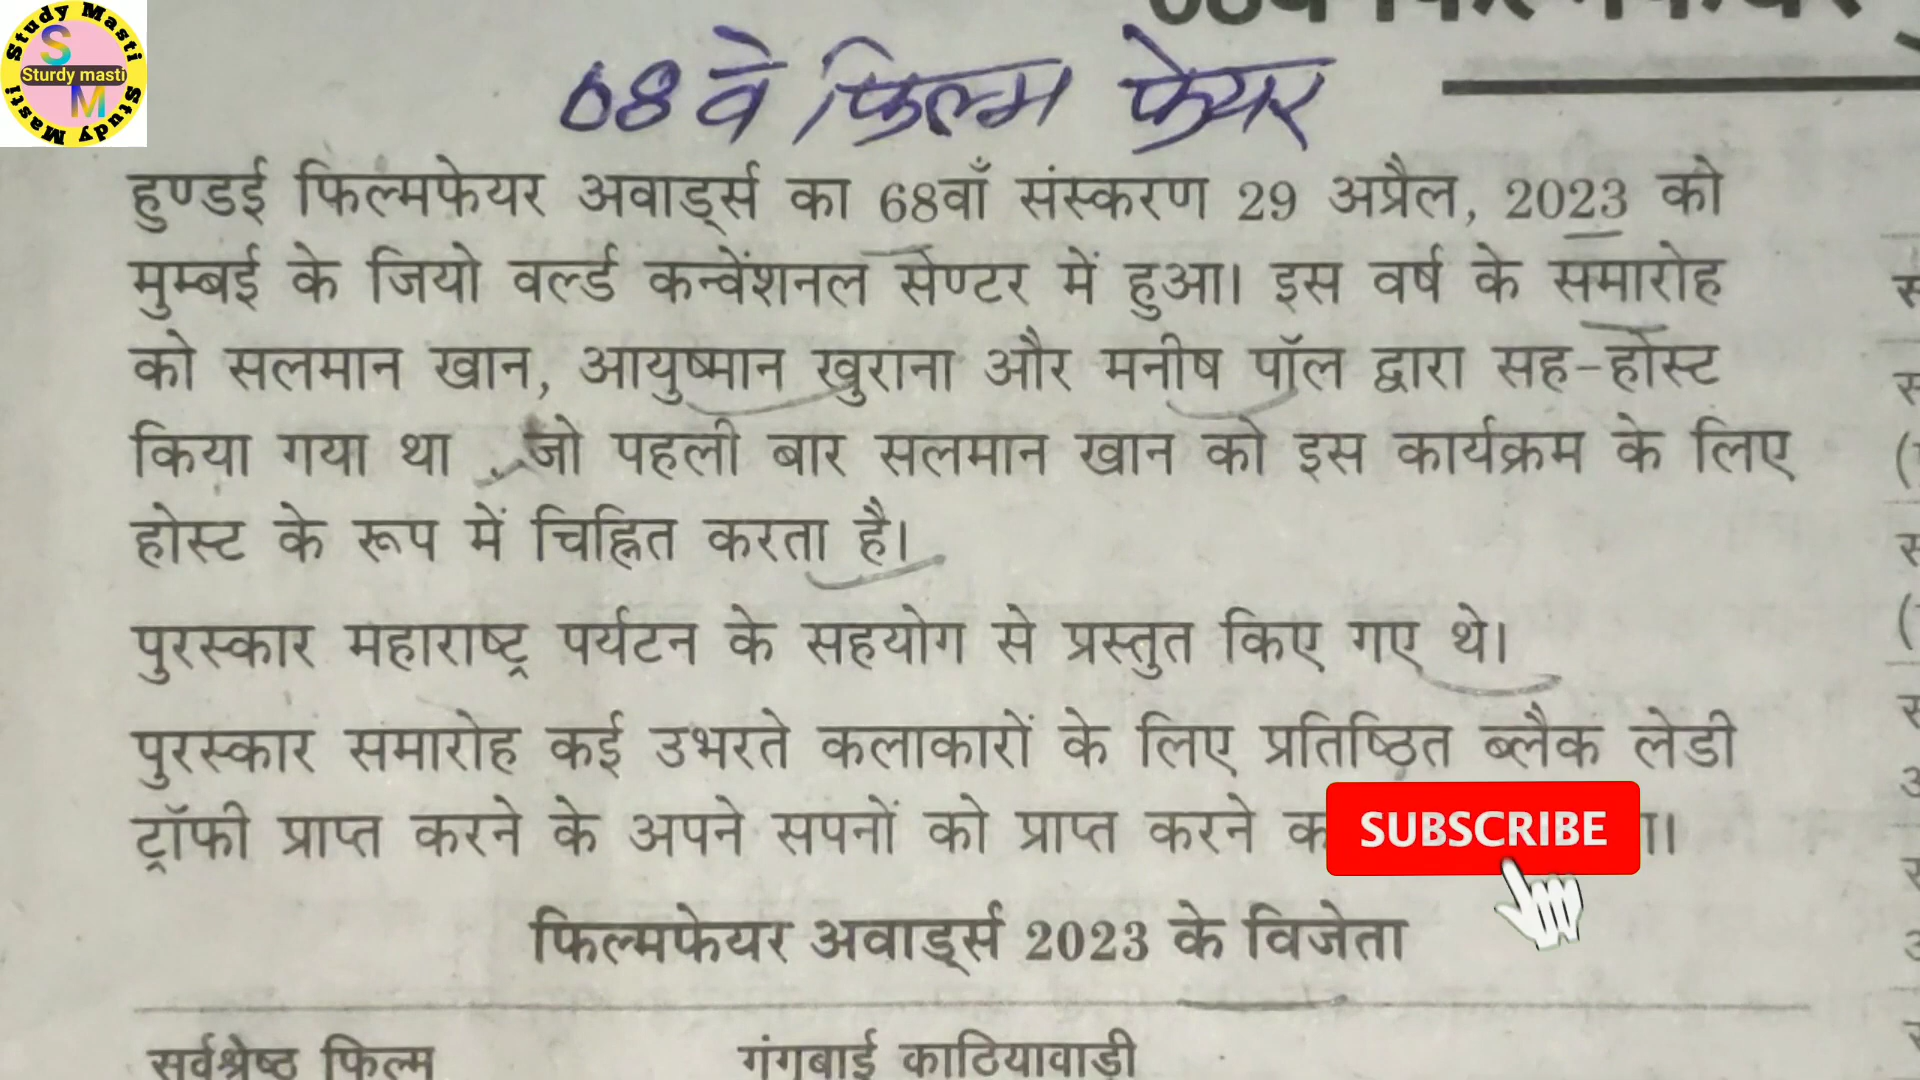 Study Masti
S
Sturdy masti
M
Study Masti
68वे फिल्म फेयर
हुण्डई फिल्मफेयर अवार्ड्स का 68वाँ संस्करण 29 अप्रैल, 2023 को
मुम्बई के जियो वर्ल्ड कन्वेंशनल सेण्टर में हुआ। इस वर्ष के समारोह
को सलमान खान, आयुष्मान खुराना और मनीष पॉल द्वारा सह-होस्ट
किया गया था जो पहली बार सलमान खान को इस कार्यक्रम के लिए
होस्ट के रूप में चिह्नित करता है।
पुरस्कार महाराष्ट्र पर्यटन के सहयोग से प्रस्तुत किए गए थे।
पुरस्कार समारोह कई उभरते कलाकारों के लिए प्रतिष्ठित ब्लैक लेडी
ट्रॉफी प्राप्त करने के अपने सपनों को प्राप्त करने
SUBSCRIBE
फिल्मफेयर अवार्ड्स 2023 के विजेता
सर्वश्रेष्ठ फिल्म गंगूबाई काठियावाड़ी